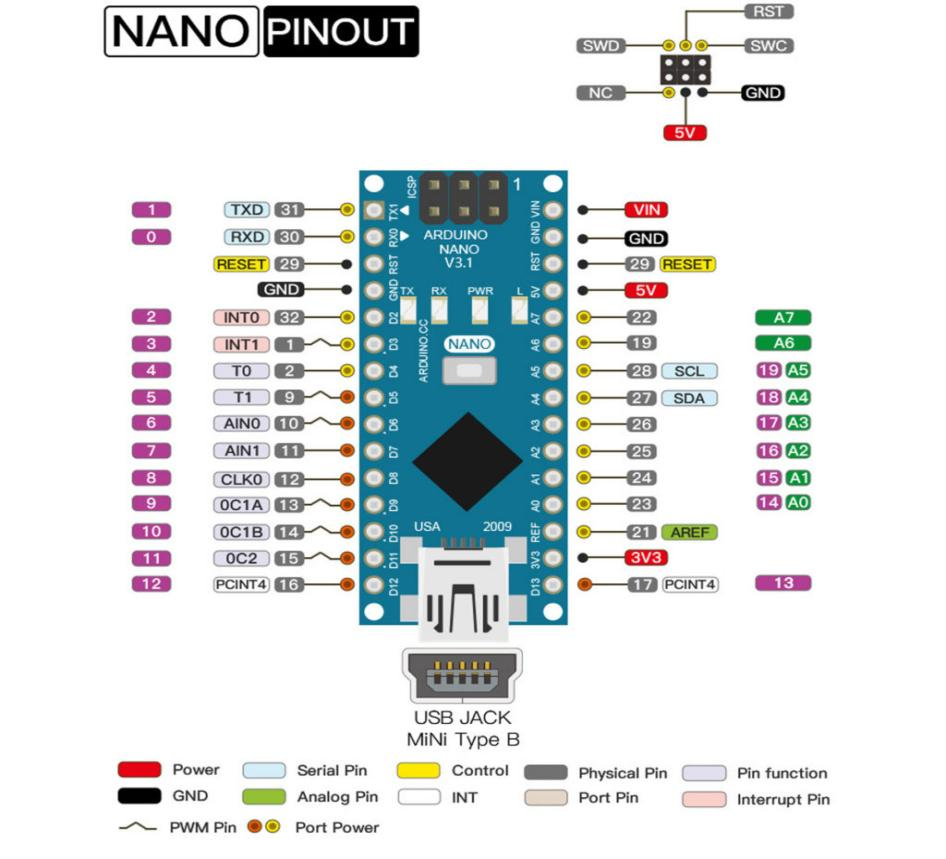 NANO PINOUT
RST
SWD SWC
NC GND
5V
ICSP 1
1 TXD 31 TX1 VIN VIN
0 RXD 30 RX0 ARDUINO GND GND
NANO
RESET 29 RST V3.1 RST 29 RESET
GND GND TX RX PWR L 5V 5V
2 INT0 32 D2 A7 22 A7
3 INT1 1 D3 ARDUINO.CC NANO A6 19 A6
4 T0 2 D4 A5 28 SCL 19 A5
5 T1 9 D5 A4 27 SDA 18 A4
6 AIN0 10 D6 A3 26 17 A3
7 AIN1 11 D7 A2 25 16 A2
8 CLK0 12 D8 A1 24 15 A1
9 0C1A 13 D9 A0 23 14 A0
10 0C1B 14 D10 USA 2009 REF 21 AREF
11 0C2 15 D11 3V3 3V3
12 PCINT4 16 D12 D13 17 PCINT4 13
USB JACK
MiNi Type B
Power Serial Pin Control Physical Pin Pin function
GND Analog Pin INT Port Pin Interrupt Pin
PWM Pin Port Power